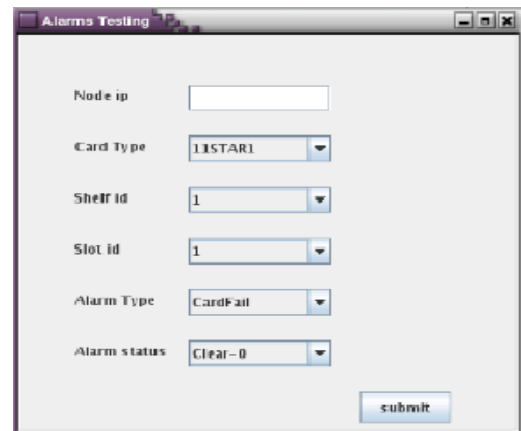 Alarms Testing
Node ip
Card Type 11STAR1
Shelf id 1
Slot id 1
Alarm Type CardFail
Alarm status Clear-0
submit